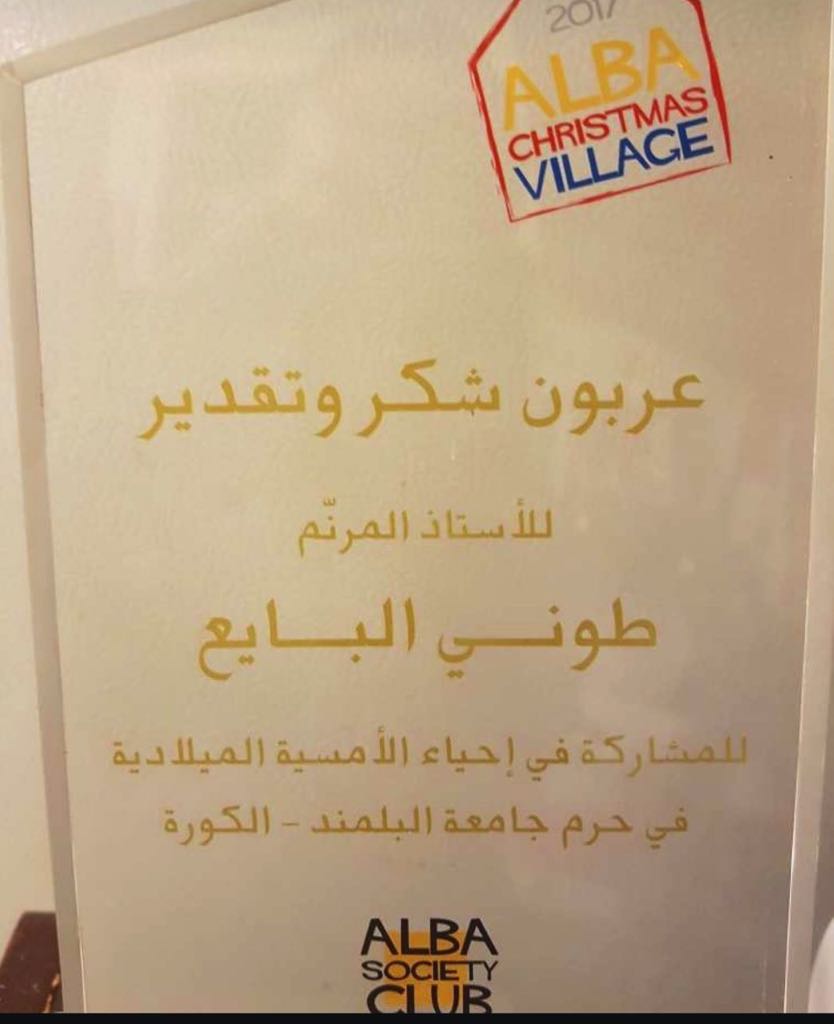 2017
ALBA
CHRISTMAS
VILLAGE
عربون شكر وتقدير
للأستاذ المرنّم
طوني البايع
للمشاركة في إحياء الأمسية الميلادية
في حرم جامعة البلمند - الكورة
ALBA
SOCIETY
CLUB